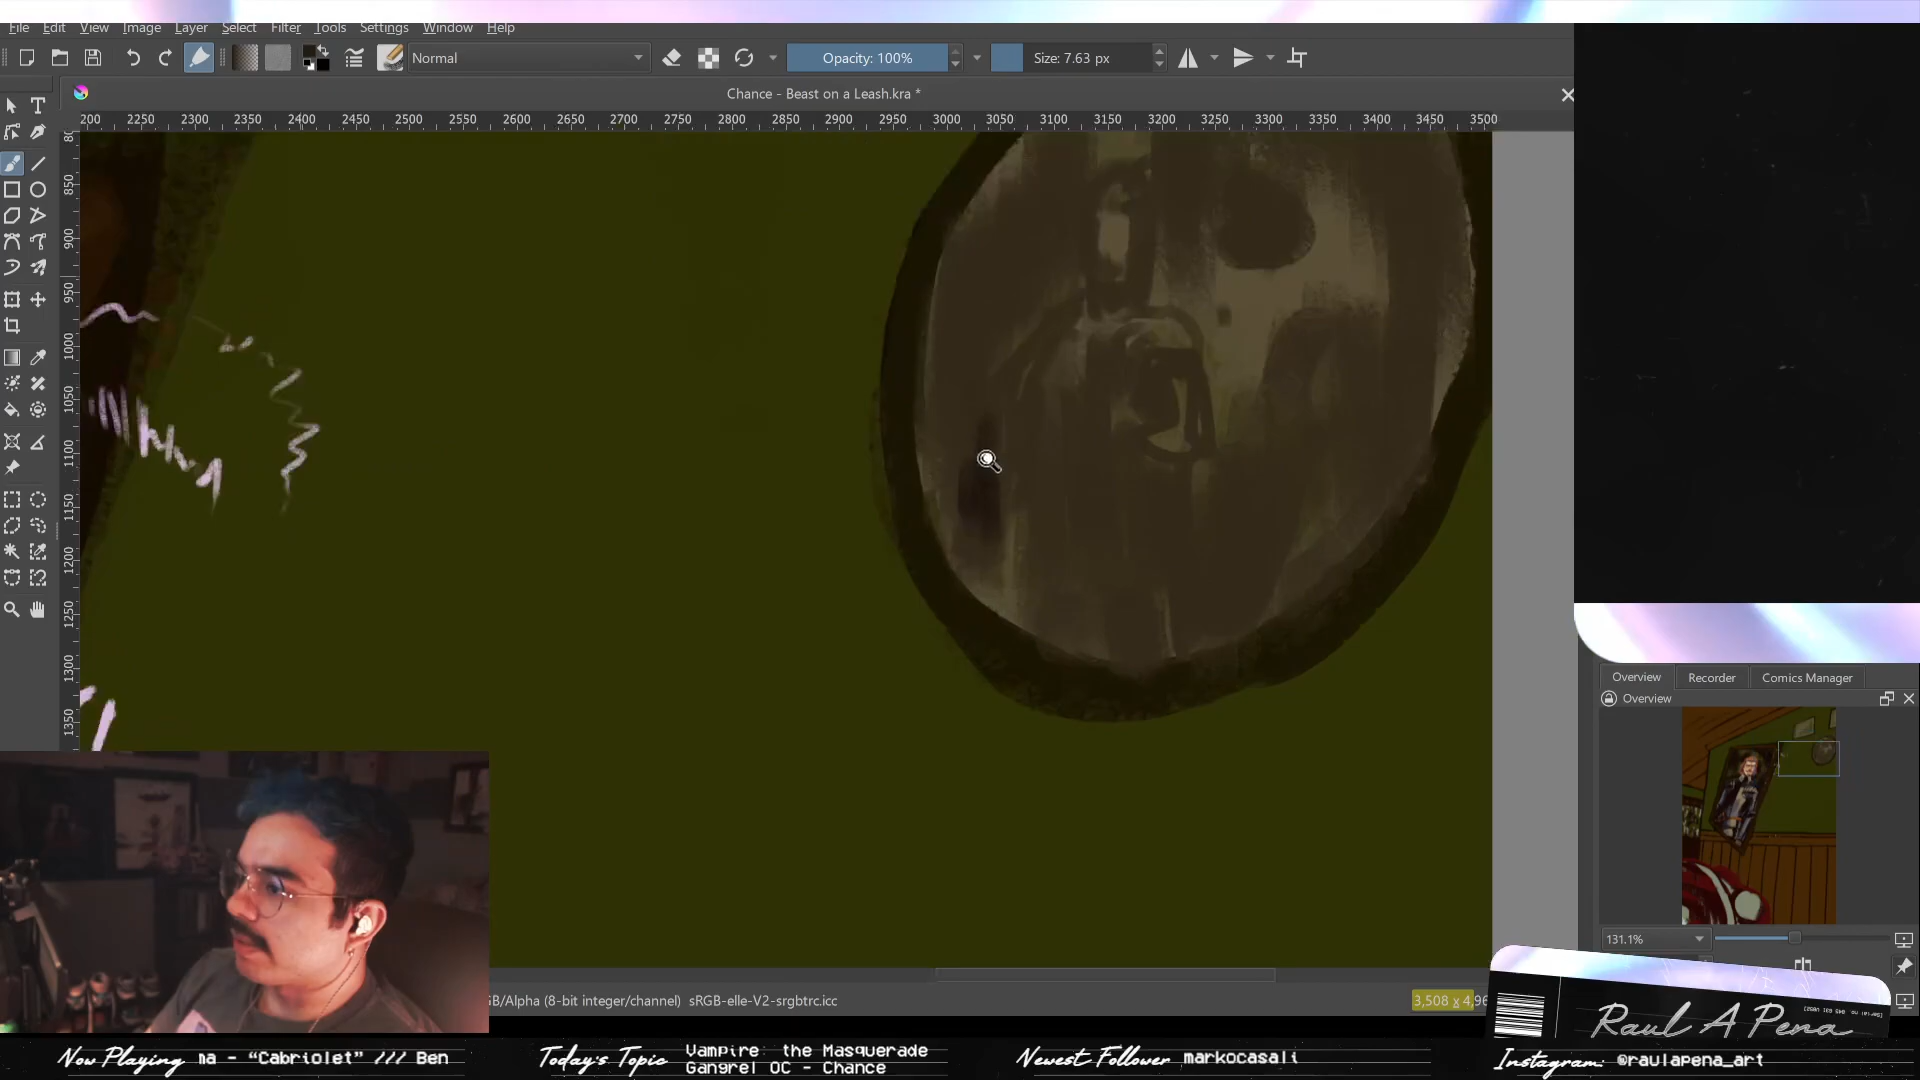 File Edit View Image Layer Select Filter Tools Settings Window Help
Normal Opacity: 100% Size: 7.63 px
Chance - Beast on a Leash.kra *
200 2250 2300 2350 2400 2450 2500 2550 2600 2650 2700 2750 2800 2850 2900 2950 3000 3050 3100 3150 3200 3250 3300 3350 3400 3450 3500
850
900
950
1000
1050
1100
1150
1200
1250
1300
1350
Overview Recorder Comics Manager
Overview
131.1%
GB/Alpha (8-bit integer/channel) sRGB-elle-V2-srgbtrc.icc
3,508 x 4,96
Raul A Pena
Now Playing na - “Cabriolet” /// Ben
Today's Topic Vampire: the Masquerade
Gangrel OC - Chance
Newest Follower markocasali
Instagram: @raulapena_art